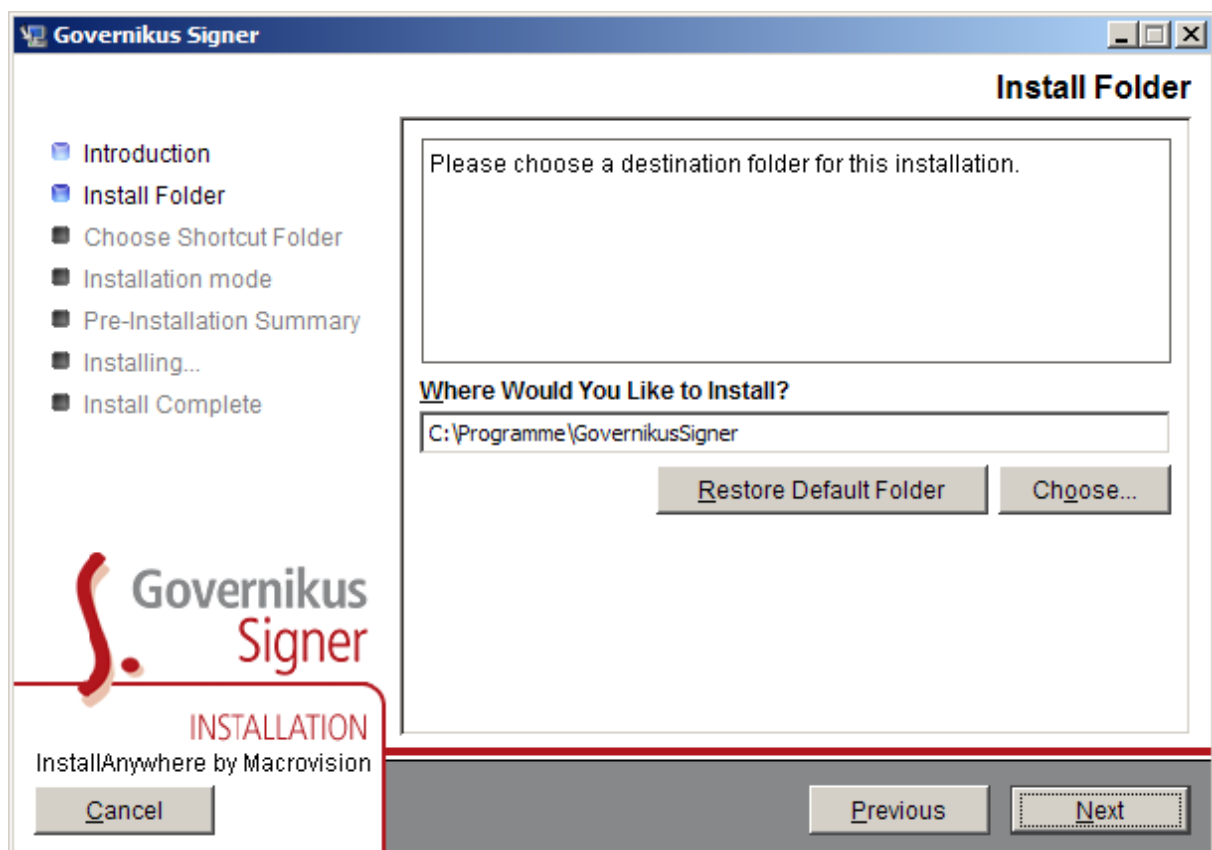 Governikus Signer
Install Folder
Introduction
Install Folder
Choose Shortcut Folder
Installation mode
Pre-Installation Summary
Installing...
Install Complete
Please choose a destination folder for this installation.
Where Would You Like to Install?
C:\Programme\GovernikusSigner
Restore Default Folder
Choose...
Governikus
Signer
INSTALLATION
InstallAnywhere by Macrovision
Cancel
Previous
Next